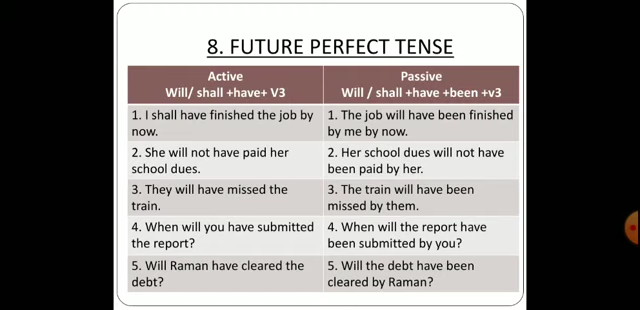 8. FUTURE PERFECT TENSE
Active
Will/ shall +have+ V3
Passive
Will / shall +have +been +v3
1. I shall have finished the job by
now.
1. The job will have been finished
by me by now.
2. She will not have paid her
school dues.
2. Her school dues will not have
been paid by her.
3. They will have missed the
train.
3. The train will have been
missed by them.
4. When will you have submitted
the report?
4. When will the report have
been submitted by you?
5. Will Raman have cleared the
debt?
5. Will the debt have been
cleared by Raman?